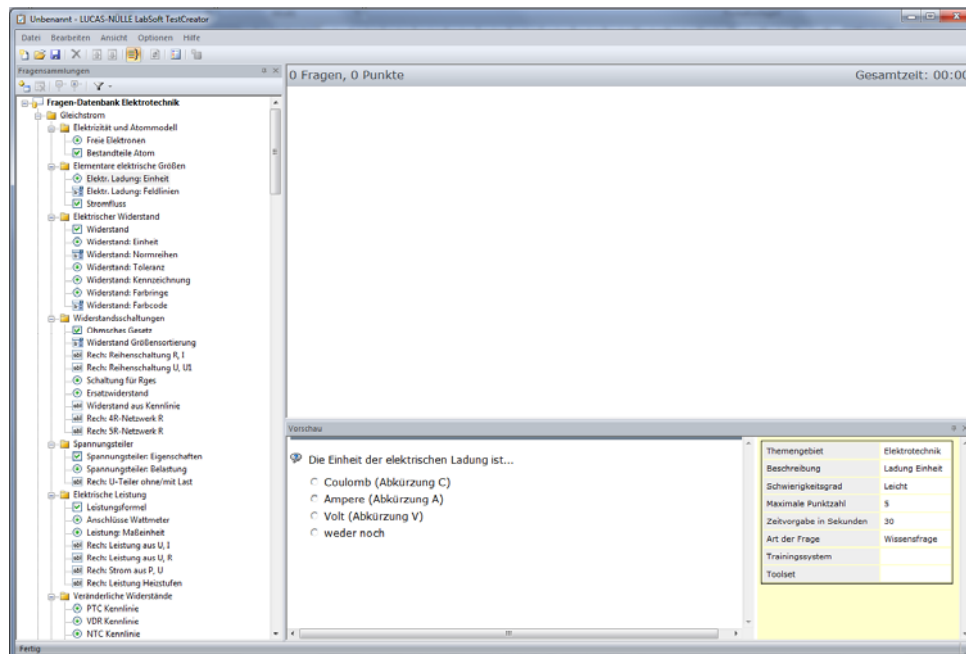 Unbenannt - LUCAS-NÜLLE LabSoft TestCreator
Datei Bearbeiten Ansicht Optionen Hilfe
Fragensammlungen
Fragen-Datenbank Elektrotechnik
Gleichstrom
Elektrizität und Atommodell
Freie Elektronen
Bestandteile Atom
Elementare elektrische Größen
Elektr. Ladung: Einheit
Elektr. Ladung: Feldlinien
Stromfluss
Elektrischer Widerstand
Widerstand
Widerstand: Einheit
Widerstand: Normreihen
Widerstand: Toleranz
Widerstand: Kennzeichnung
Widerstand: Farbringe
Widerstand: Farbcode
Widerstandsschaltungen
Ohmsches Gesetz
Widerstand Größensortierung
Rech: Reihenschaltung R, I
Rech: Reihenschaltung U, U1
Schaltung für Rges
Ersatzwiderstand
Widerstand aus Kennlinie
Rech: 4R-Netzwerk R
Rech: 5R-Netzwerk R
Spannungsteiler
Spannungsteiler: Eigenschaften
Spannungsteiler: Belastung
Rech: U-Teiler ohne/mit Last
Elektrische Leistung
Leistungsformel
Anschlüsse Wattmeter
Leistung: Maßeinheit
Rech: Leistung aus U, I
Rech: Leistung aus U, R
Rech: Strom aus P, U
Rech: Leistung Heizstufen
Veränderliche Widerstände
PTC Kennlinie
VDR Kennlinie
NTC Kennlinie
0 Fragen, 0 Punkte Gesamtzeit: 00:00
Vorschau
Die Einheit der elektrischen Ladung ist...
Coulomb (Abkürzung C)
Ampere (Abkürzung A)
Volt (Abkürzung V)
weder noch
Themengebiet Elektrotechnik
Beschreibung Ladung Einheit
Schwierigkeitsgrad Leicht
Maximale Punktzahl 5
Zeitvorgabe in Sekunden 30
Art der Frage Wissensfrage
Trainingssystem
Toolset
Fertig